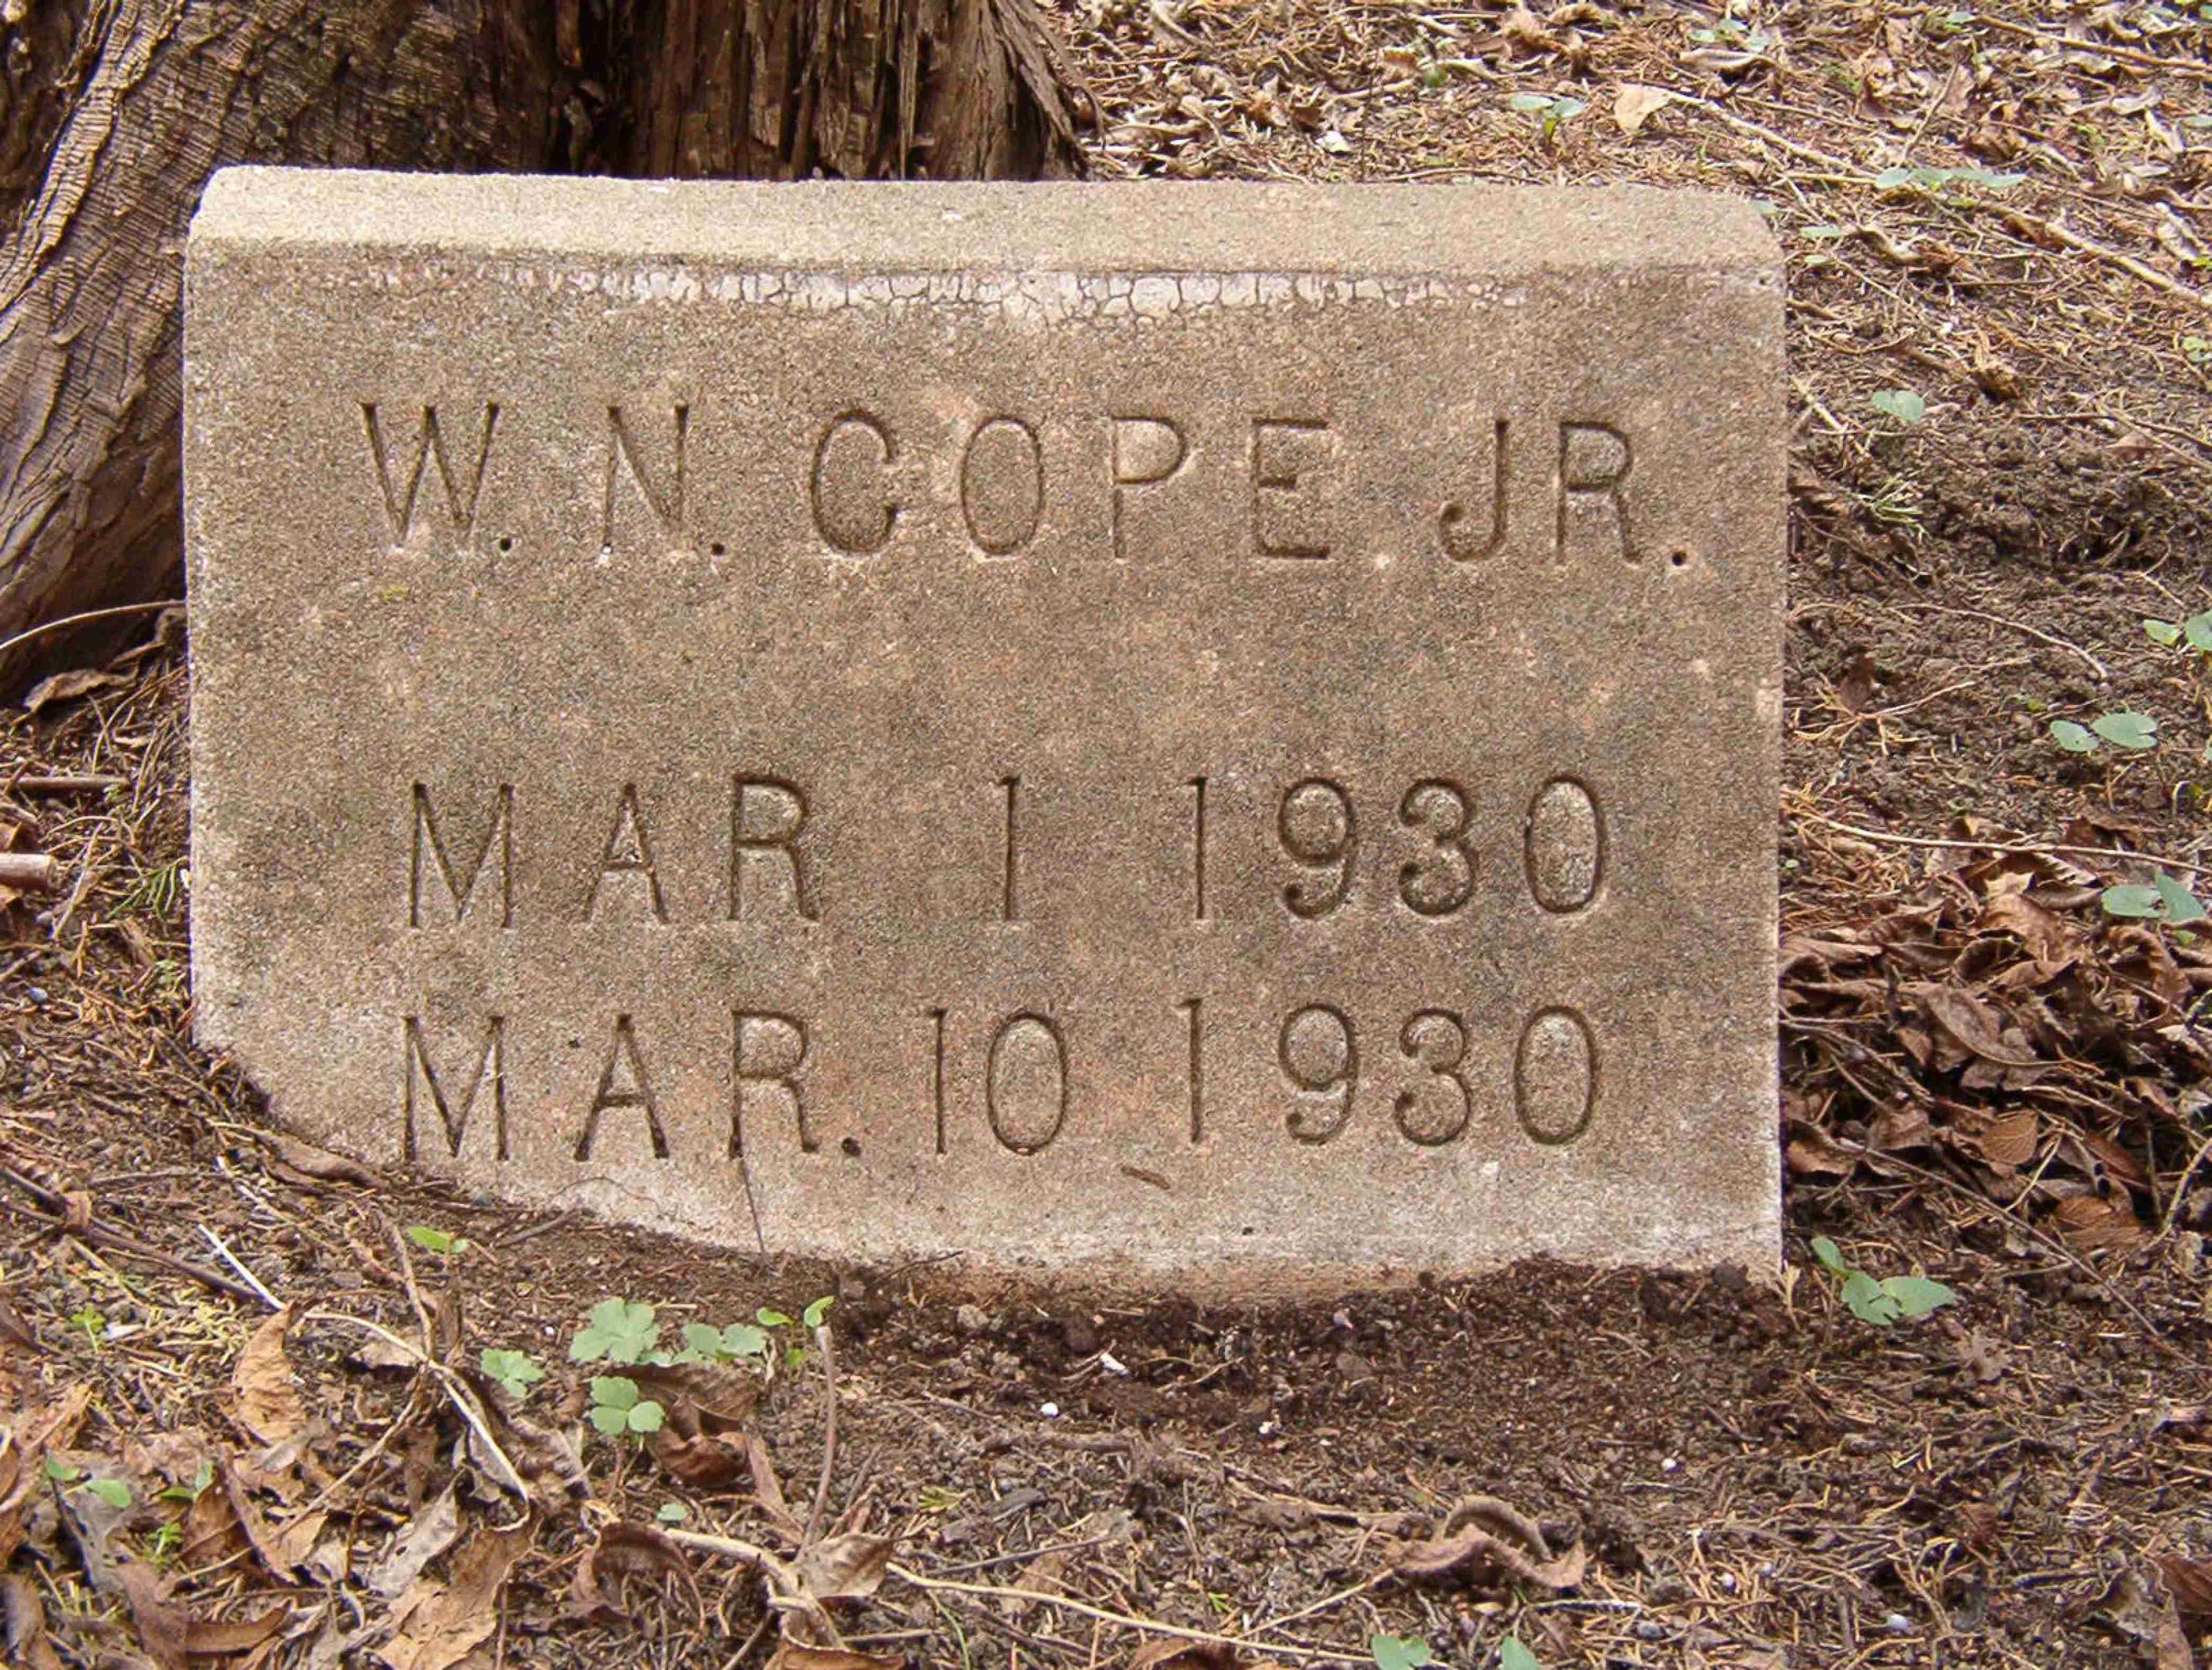 W. N. COPE, JR.
MAR 1 1930
MAR. 10 1930